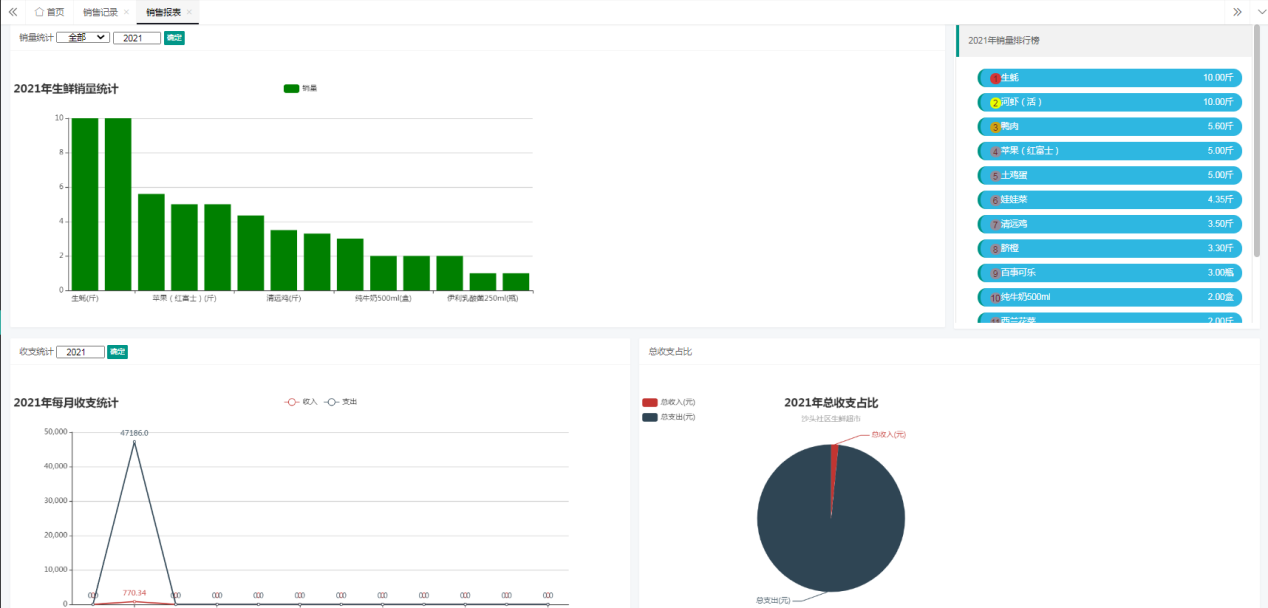 首页 销售记录 × 销售报表 ×
销量统计 全部 2021 确定
2021年生鲜销量统计
销量
10
8
6
4
2
0
生蚝(斤) 苹果（红富士）(斤) 清远鸡(斤) 纯牛奶500ml(盒) 伊利乳酸菌250ml(瓶)
2021年销量排行榜
1 生蚝 10.00斤
2 河虾（活） 10.00斤
3 鸭肉 5.60斤
4 苹果（红富士） 5.00斤
5 土鸡蛋 5.00斤
6 娃娃菜 4.35斤
7 清远鸡 3.50斤
8 脐橙 3.30斤
9 百事可乐 3.00瓶
10 纯牛奶500ml 2.00盒
11 西兰花菜 2.00斤
收支统计 2021 确定
2021年每月收支统计
收入 支出
50,000
40,000
30,000
20,000
10,000
0
47186.0
770.34
总收支占比
总收入(元)
总支出(元)
2021年总收支占比
沙头社区生鲜超市
总收入(元)
总支出(元)